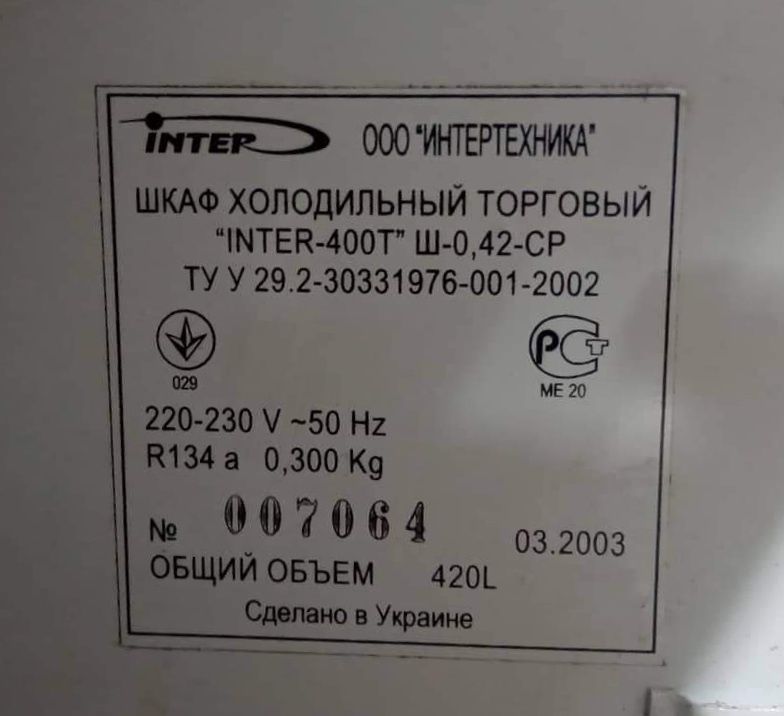 INTER ООО "ИНТЕРТЕХНИКА"
ШКАФ ХОЛОДИЛЬНЫЙ ТОРГОВЫЙ
"INTER-400T" Ш-0,42-СР
ТУ У 29.2-30331976-001-2002
029
РСТ
ME 20
220-230 V ~50 Hz
R134 a 0,300 Kg
№ 007064 03.2003
ОБЩИЙ ОБЪЕМ 420L
Сделано в Украине